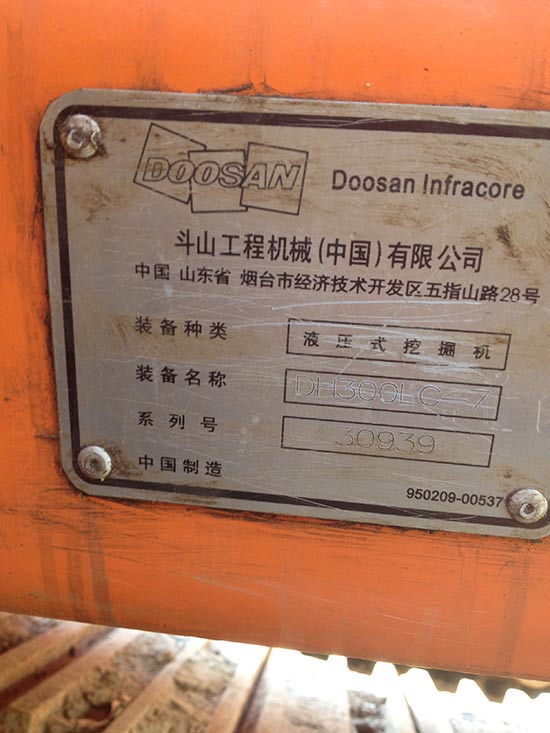 DOOSAN Doosan Infracore
斗山工程机械(中国)有限公司
中国 山东省 烟台市经济技术开发区五指山路28号
装备种类 液压式挖掘机
装备名称 DH300LC-7
系列号 30939
中国制造
950209-00537